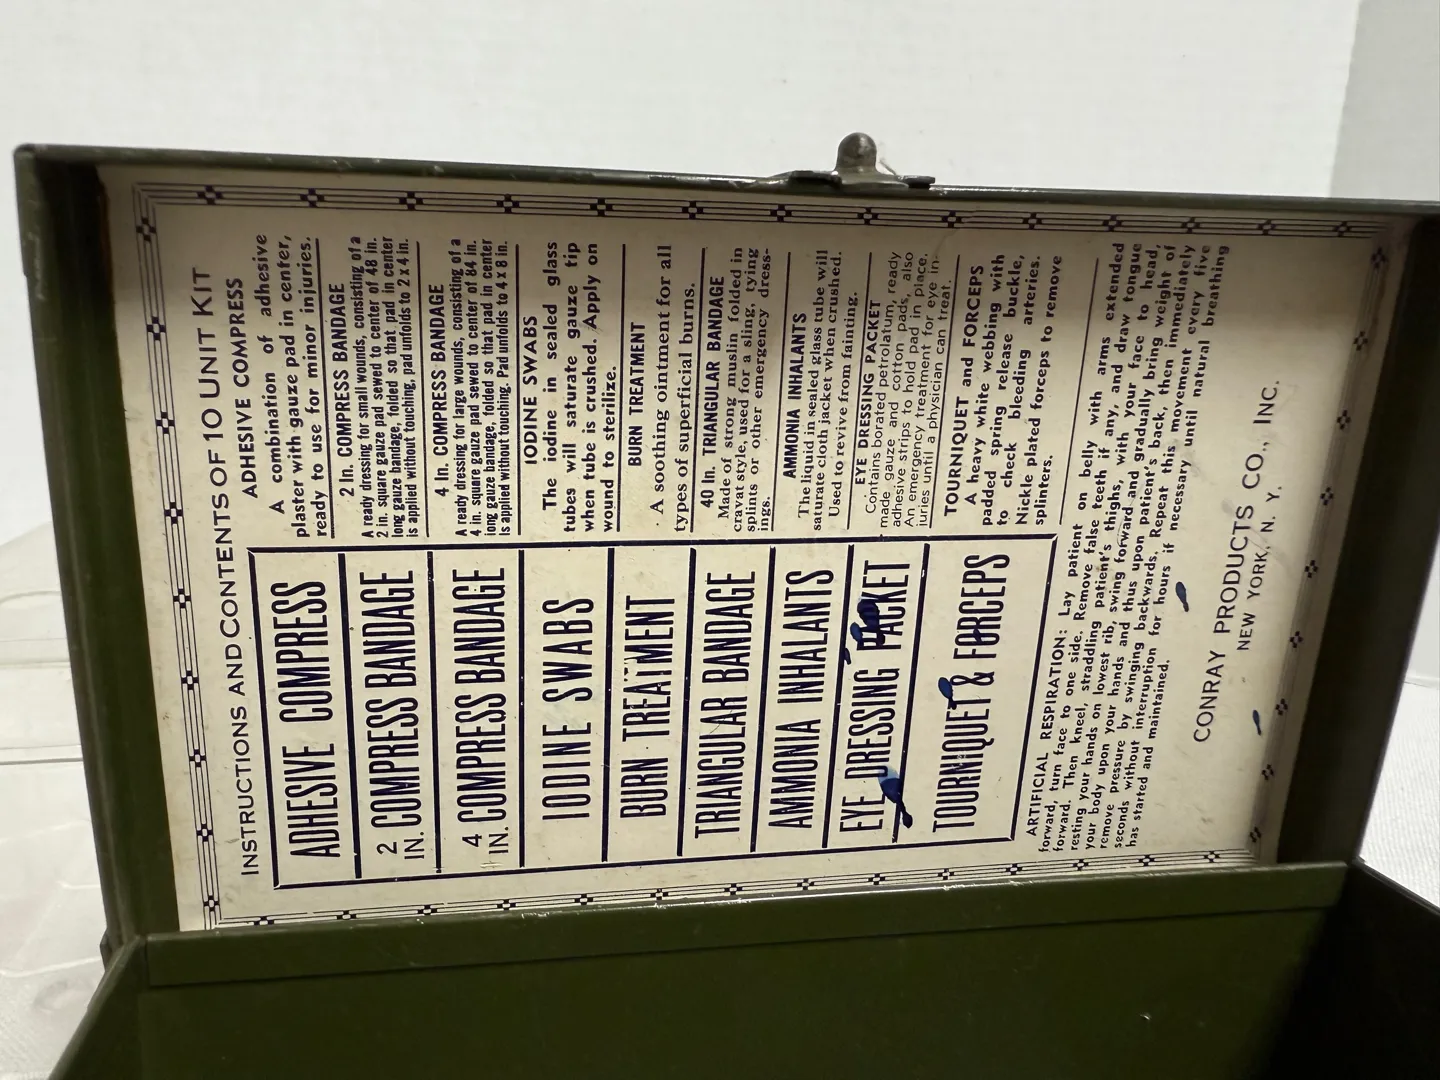 INSTRUCTIONS AND CONTENTS OF 10 UNIT KIT
ADHESIVE COMPRESS
ADHESIVE COMPRESS
A combination of adhesive
plaster with gauze pad in center,
ready to use for minor injuries.
2 IN. COMPRESS BANDAGE
2 In. COMPRESS BANDAGE
A ready dressing for small wounds, consisting of a
2 in. square gauze pad sewed to center of 48 in.
long gauze bandage, folded so that pad in center
is applied without touching, pad unfolds to 2 x 4 in.
4 IN. COMPRESS BANDAGE
4 In. COMPRESS BANDAGE
A ready dressing for large wounds, consisting of a
4 in. square gauze pad sewed to center of 84 in.
long gauze bandage, folded so that pad in center
is applied without touching. Pad unfolds to 4 x 8 in.
IODINE SWABS
IODINE SWABS
The iodine in sealed glass
tubes will saturate gauze tip
when tube is crushed. Apply on
wound to sterilize.
BURN TREATMENT
BURN TREATMENT
A soothing ointment for all
types of superficial burns.
TRIANGULAR BANDAGE
40 In. TRIANGULAR BANDAGE
Made of strong muslin folded in
cravat style, used for a sling, tying
splints or other emergency dress-
ings.
AMMONIA INHALANTS
AMMONIA INHALANTS
The liquid in sealed glass tube will
saturate cloth jacket when crushed.
Used to revive from fainting.
EYE DRESSING PACKET
EYE DRESSING PACKET
Contains borated petrolatum, ready
made gauze and cotton pads, also
adhesive strips to hold pad in place.
An emergency treatment for eye in-
juries until a physician can treat.
TOURNIQUET & FORCEPS
TOURNIQUET and FORCEPS
A heavy white webbing with
padded spring release buckle,
to check bleeding arteries.
Nickle plated forceps to remove
splinters.
ARTIFICIAL RESPIRATION: Lay patient on belly with arms extended
forward, turn face to one side. Remove false teeth if any, and draw tongue
forward. Then kneel, straddling patient's thighs, with your face to head,
resting your hands on lowest rib, swing forward and gradually bring weight of
your body upon your hands and thus upon patient's back, then immediately
remove pressure by swinging backwards. Repeat this movement every five
seconds without interruption for hours if necessary until natural breathing
has started and maintained.
CONRAY PRODUCTS CO., INC.
NEW YORK, N. Y.